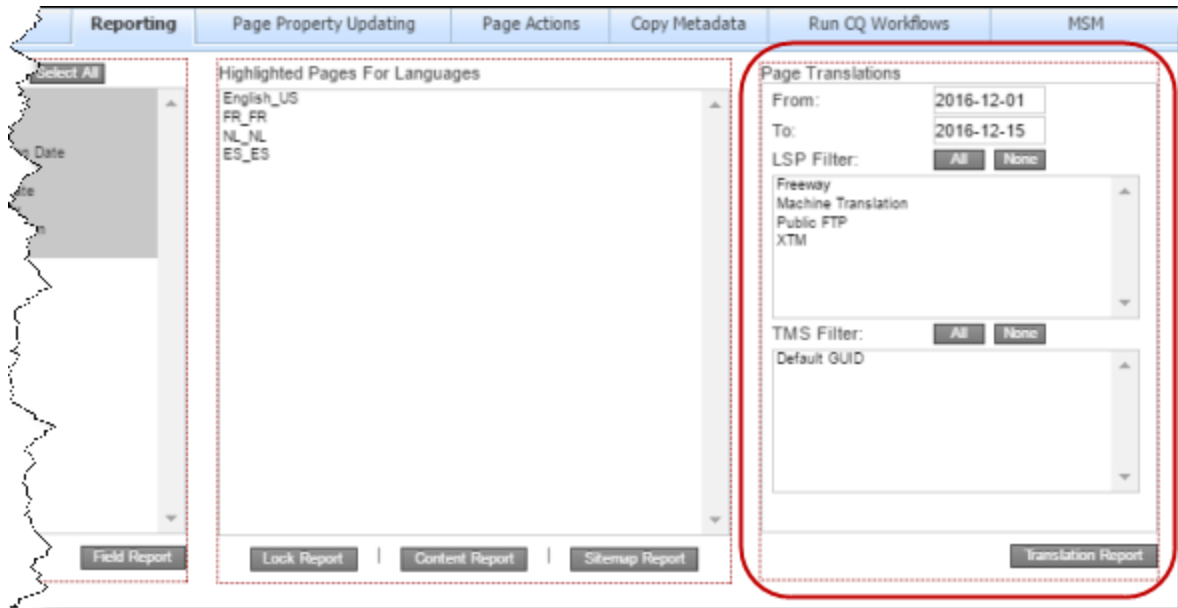 Reporting
Page Property Updating
Page Actions
Copy Metadata
Run CQ Workflows
MSM
Select All
Date
Field Report
Highlighted Pages For Languages
English_US
FR_FR
NL_NL
ES_ES
Lock Report | Content Report | Sitemap Report
Page Translations
From: 2016-12-01
To: 2016-12-15
LSP Filter: All None
Freeway
Machine Translation
Public FTP
XTM
TMS Filter: All None
Default GUID
Translation Report